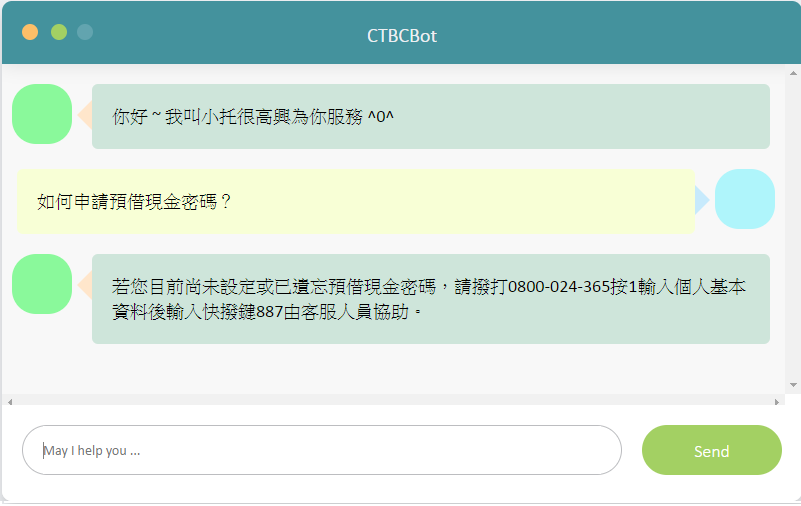 CTBCBot
你好 ~ 我叫小托很高興為你服務 ^0^
如何申請預借現金密碼？
若您目前尚未設定或已遺忘預借現金密碼，請撥打0800-024-365按1輸入個人基本
資料後輸入快撥鍵887由客服人員協助。
May I help you ...
Send